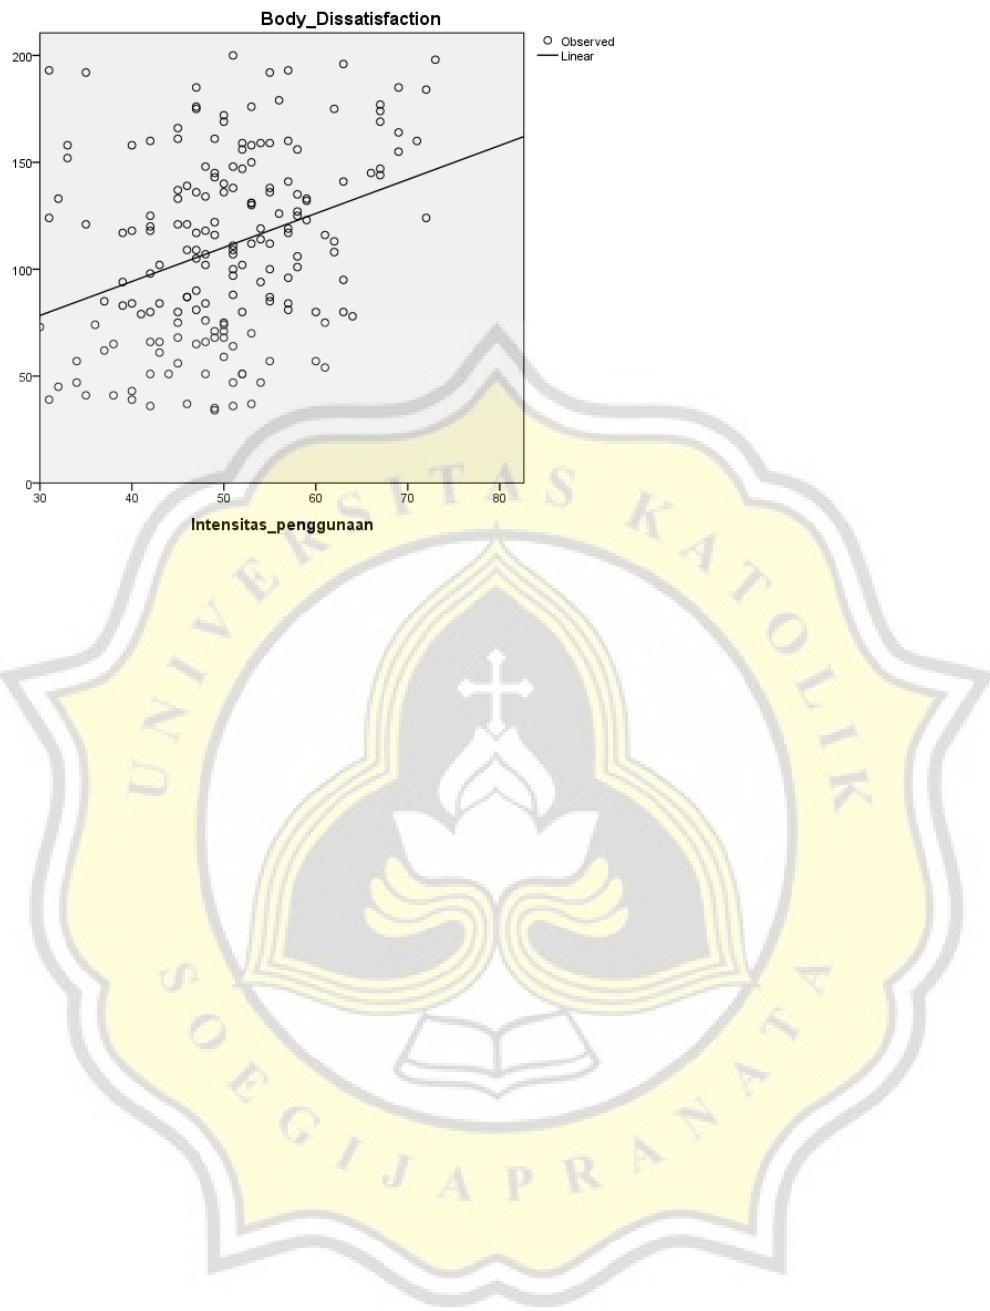 Body_Dissatisfaction
Observed
Linear
200
150
100
50
0
30 40 50 60 70 80
Intensitas_penggunaan
UNIVERSITAS KATOLIK
SOEGIJAPRANATA